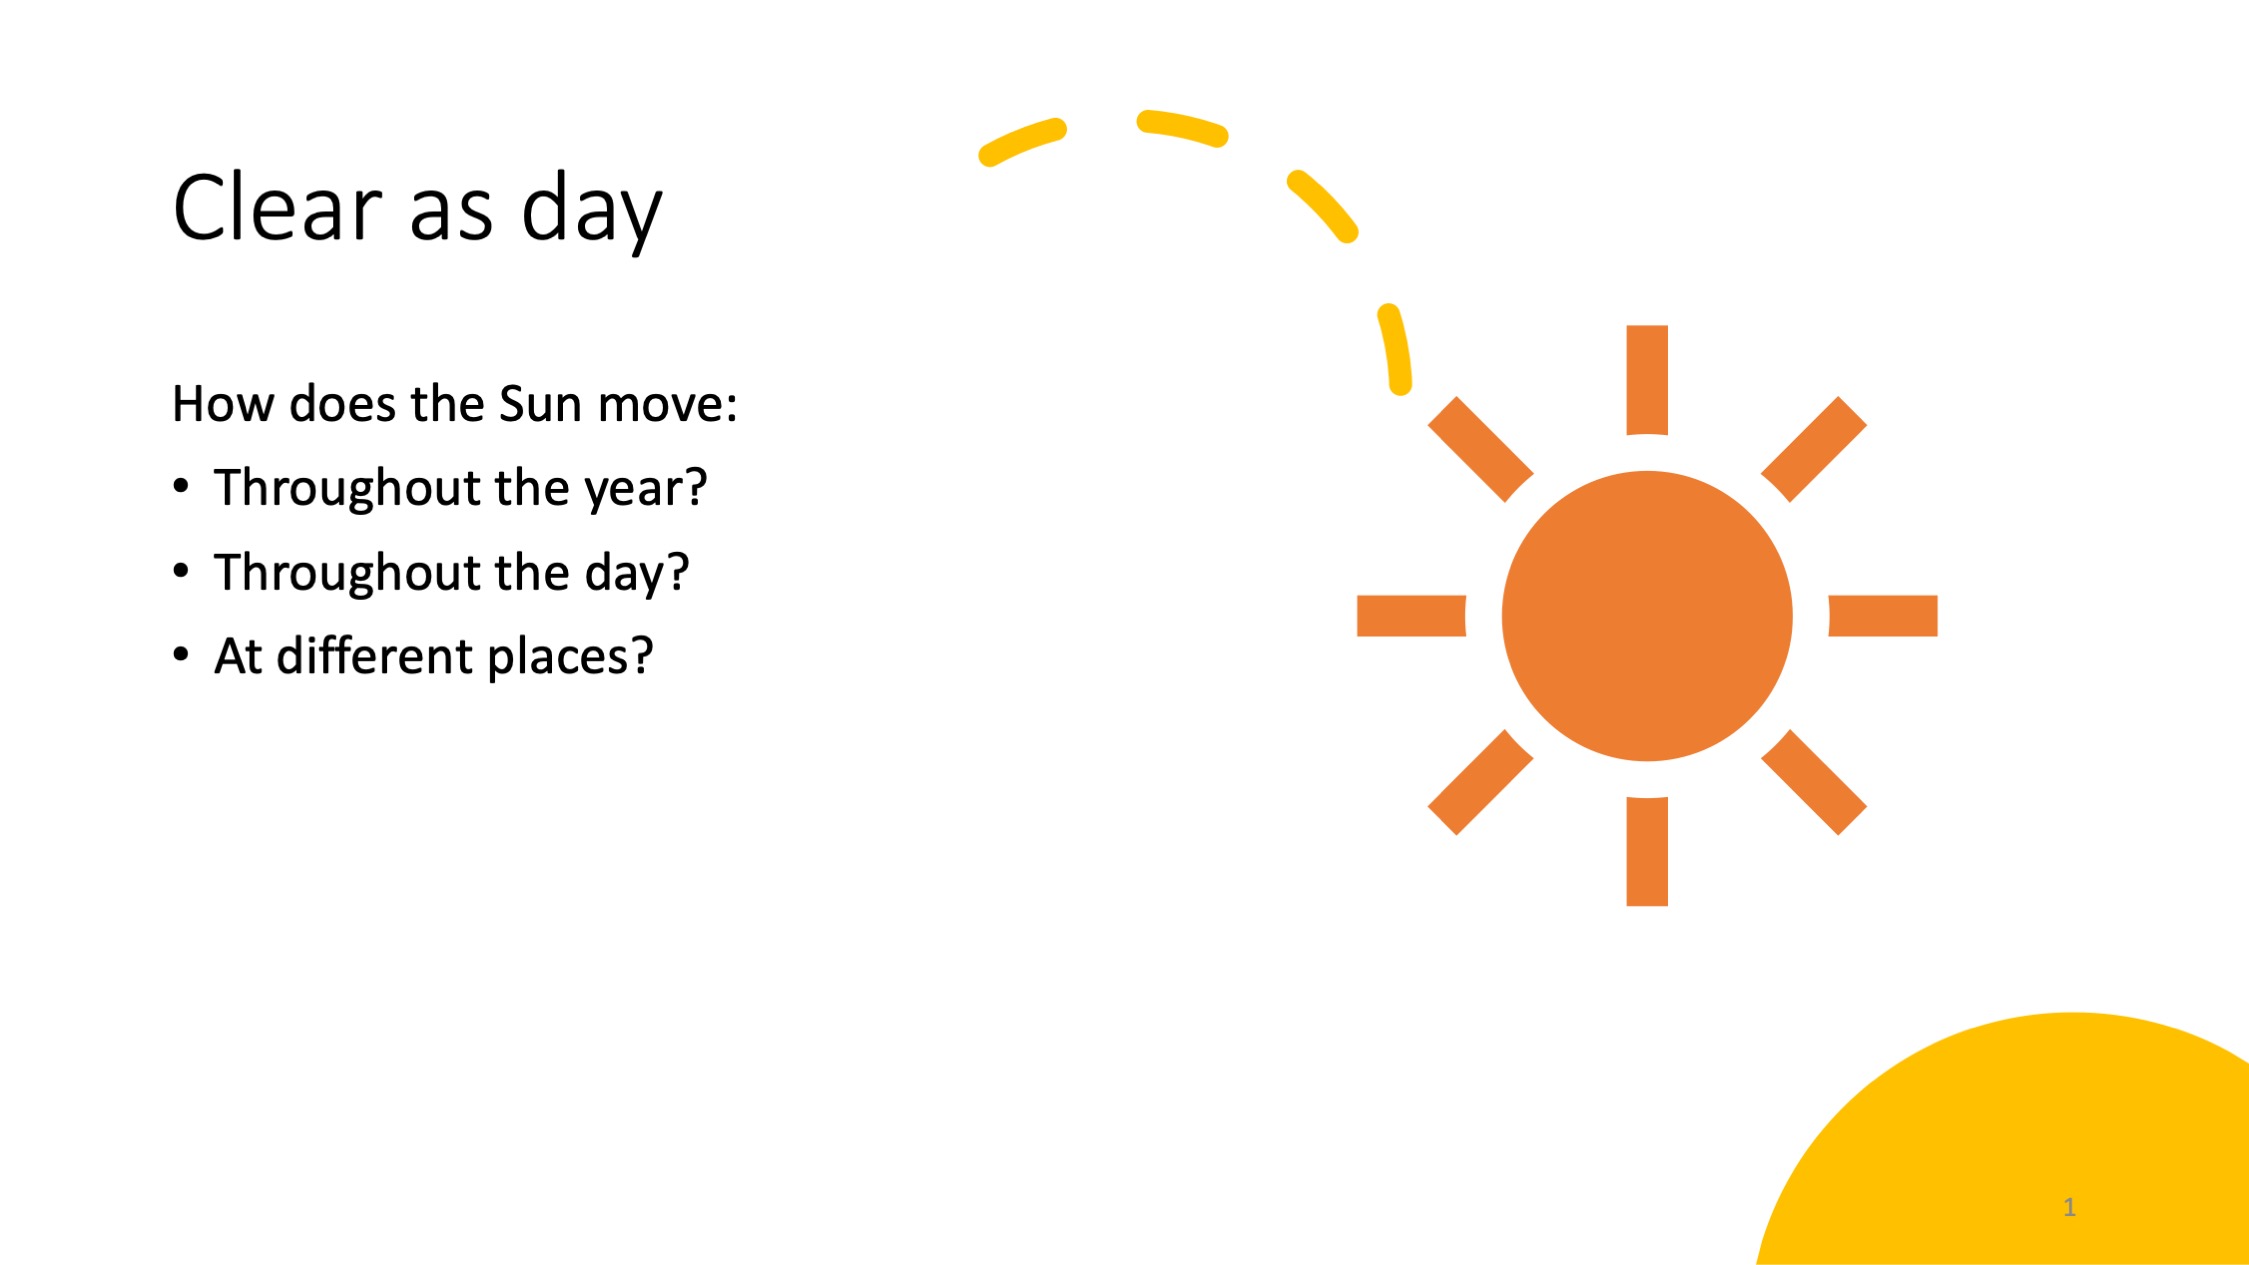 Clear as day
How does the Sun move:
• Throughout the year?
• Throughout the day?
• At different places?
1